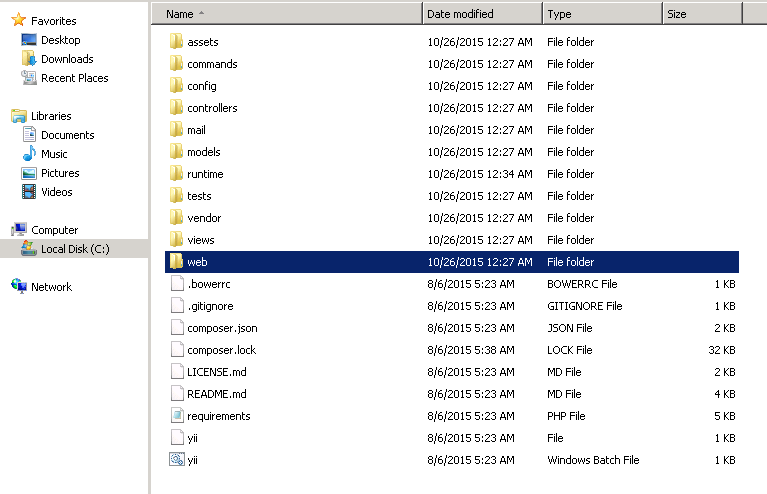 Favorites
Desktop
Downloads
Recent Places
Libraries
Documents
Music
Pictures
Videos
Computer
Local Disk (C:)
Network
Name Date modified Type Size
assets 10/26/2015 12:27 AM File folder
commands 10/26/2015 12:27 AM File folder
config 10/26/2015 12:27 AM File folder
controllers 10/26/2015 12:27 AM File folder
mail 10/26/2015 12:27 AM File folder
models 10/26/2015 12:27 AM File folder
runtime 10/26/2015 12:34 AM File folder
tests 10/26/2015 12:27 AM File folder
vendor 10/26/2015 12:27 AM File folder
views 10/26/2015 12:27 AM File folder
web 10/26/2015 12:27 AM File folder
.bowerrc 8/6/2015 5:23 AM BOWERRC File 1 KB
.gitignore 8/6/2015 5:23 AM GITIGNORE File 1 KB
composer.json 8/6/2015 5:23 AM JSON File 2 KB
composer.lock 8/6/2015 5:38 AM LOCK File 32 KB
LICENSE.md 8/6/2015 5:23 AM MD File 2 KB
README.md 8/6/2015 5:23 AM MD File 4 KB
requirements 8/6/2015 5:23 AM PHP File 5 KB
yii 8/6/2015 5:23 AM File 1 KB
yii 8/6/2015 5:23 AM Windows Batch File 1 KB